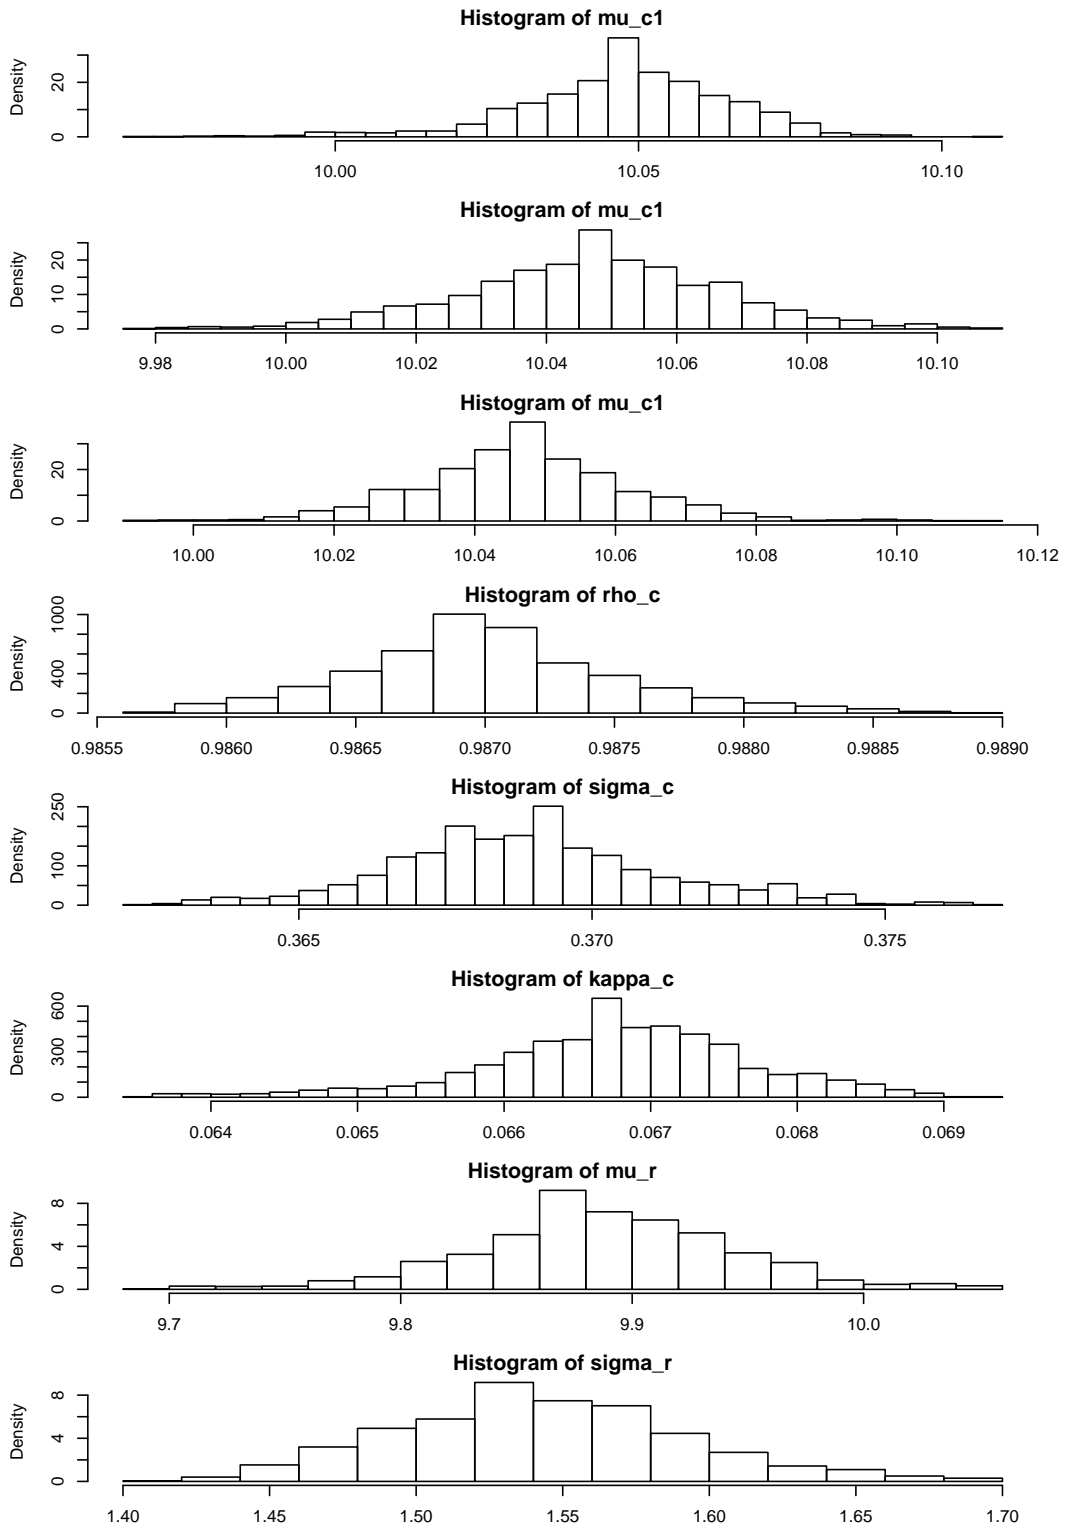 Histogram of mu_c1
Density
0 20
10.00 10.05 10.10
Histogram of mu_c1
Density
0 10 20
9.98 10.00 10.02 10.04 10.06 10.08 10.10
Histogram of mu_c1
Density
0 20
10.00 10.02 10.04 10.06 10.08 10.10 10.12
Histogram of rho_c
Density
0 400 1000
0.9855 0.9860 0.9865 0.9870 0.9875 0.9880 0.9885 0.9890
Histogram of sigma_c
Density
0 100 250
0.365 0.370 0.375
Histogram of kappa_c
Density
0 300 600
0.064 0.065 0.066 0.067 0.068 0.069
Histogram of mu_r
Density
0 4 8
9.7 9.8 9.9 10.0
Histogram of sigma_r
Density
0 4 8
1.40 1.45 1.50 1.55 1.60 1.65 1.70